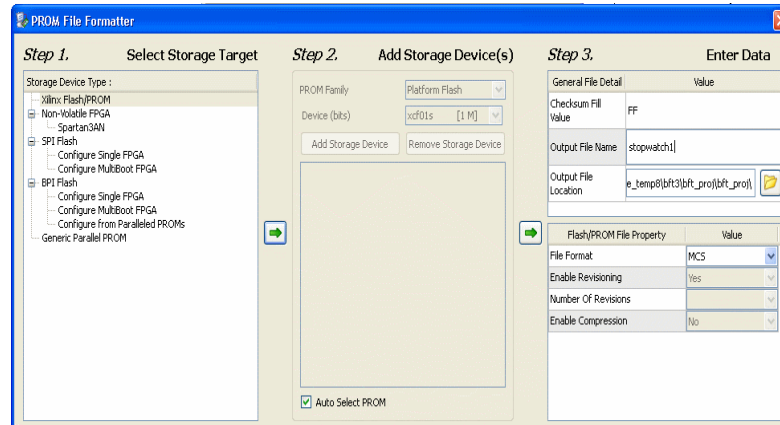 PROM File Formatter
Step 1. Select Storage Target
Storage Device Type :
Xilinx Flash/PROM
Non-Volatile FPGA
Spartan3AN
SPI Flash
Configure Single FPGA
Configure MultiBoot FPGA
BPI Flash
Configure Single FPGA
Configure MultiBoot FPGA
Configure from Paralleled PROMs
Generic Parallel PROM
Step 2. Add Storage Device(s)
PROM Family Platform Flash
Device (bits) xcf01s [1 M]
Add Storage Device Remove Storage Device
Auto Select PROM
Step 3. Enter Data
General File Detail Value
Checksum Fill
Value FF
Output File Name stopwatch1
Output File
Location e_temp8\bft3\bft_proj\bft_proj\
Flash/PROM File Property Value
File Format MCS
Enable Revisioning Yes
Number Of Revisions
Enable Compression No